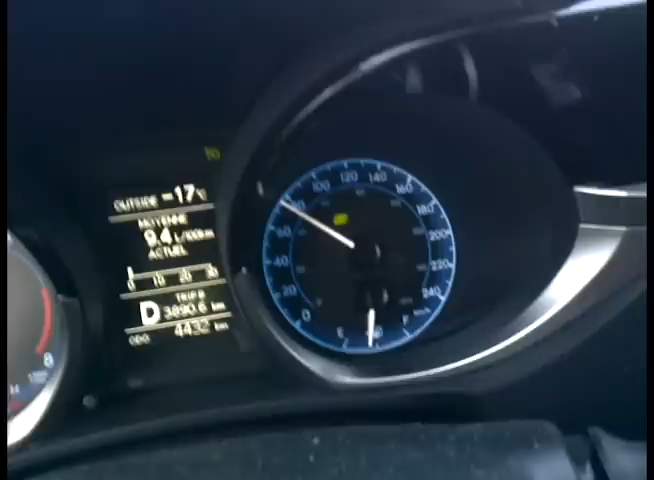 OUTSIDE -17°C
MOYENNE
9.4 L/100km
ACTUEL
0 10 20 30
TRIP B
D 3890.6 km
ODO 4432 km
0 20 40 60 80 100 120 140 160 180 200 220 240
E F
8